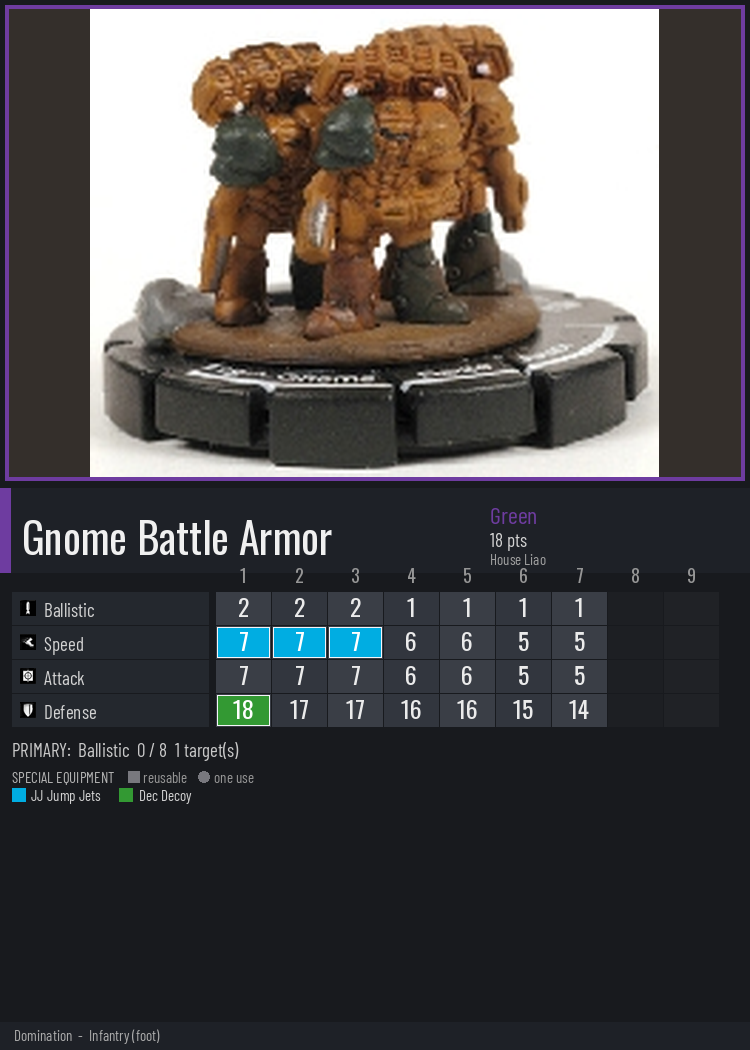 Gnome
Gnome Battle Armor
Green
18 pts
House Liao
1 2 3 4 5 6 7 8 9
Ballistic 2 2 2 1 1 1 1
Speed 7 7 7 6 6 5 5
Attack 7 7 7 6 6 5 5
Defense 18 17 17 16 16 15 14
PRIMARY: Ballistic 0 / 8 1 target(s)
SPECIAL EQUIPMENT reusable one use
JJ Jump Jets Dec Decoy
Domination - Infantry (foot)